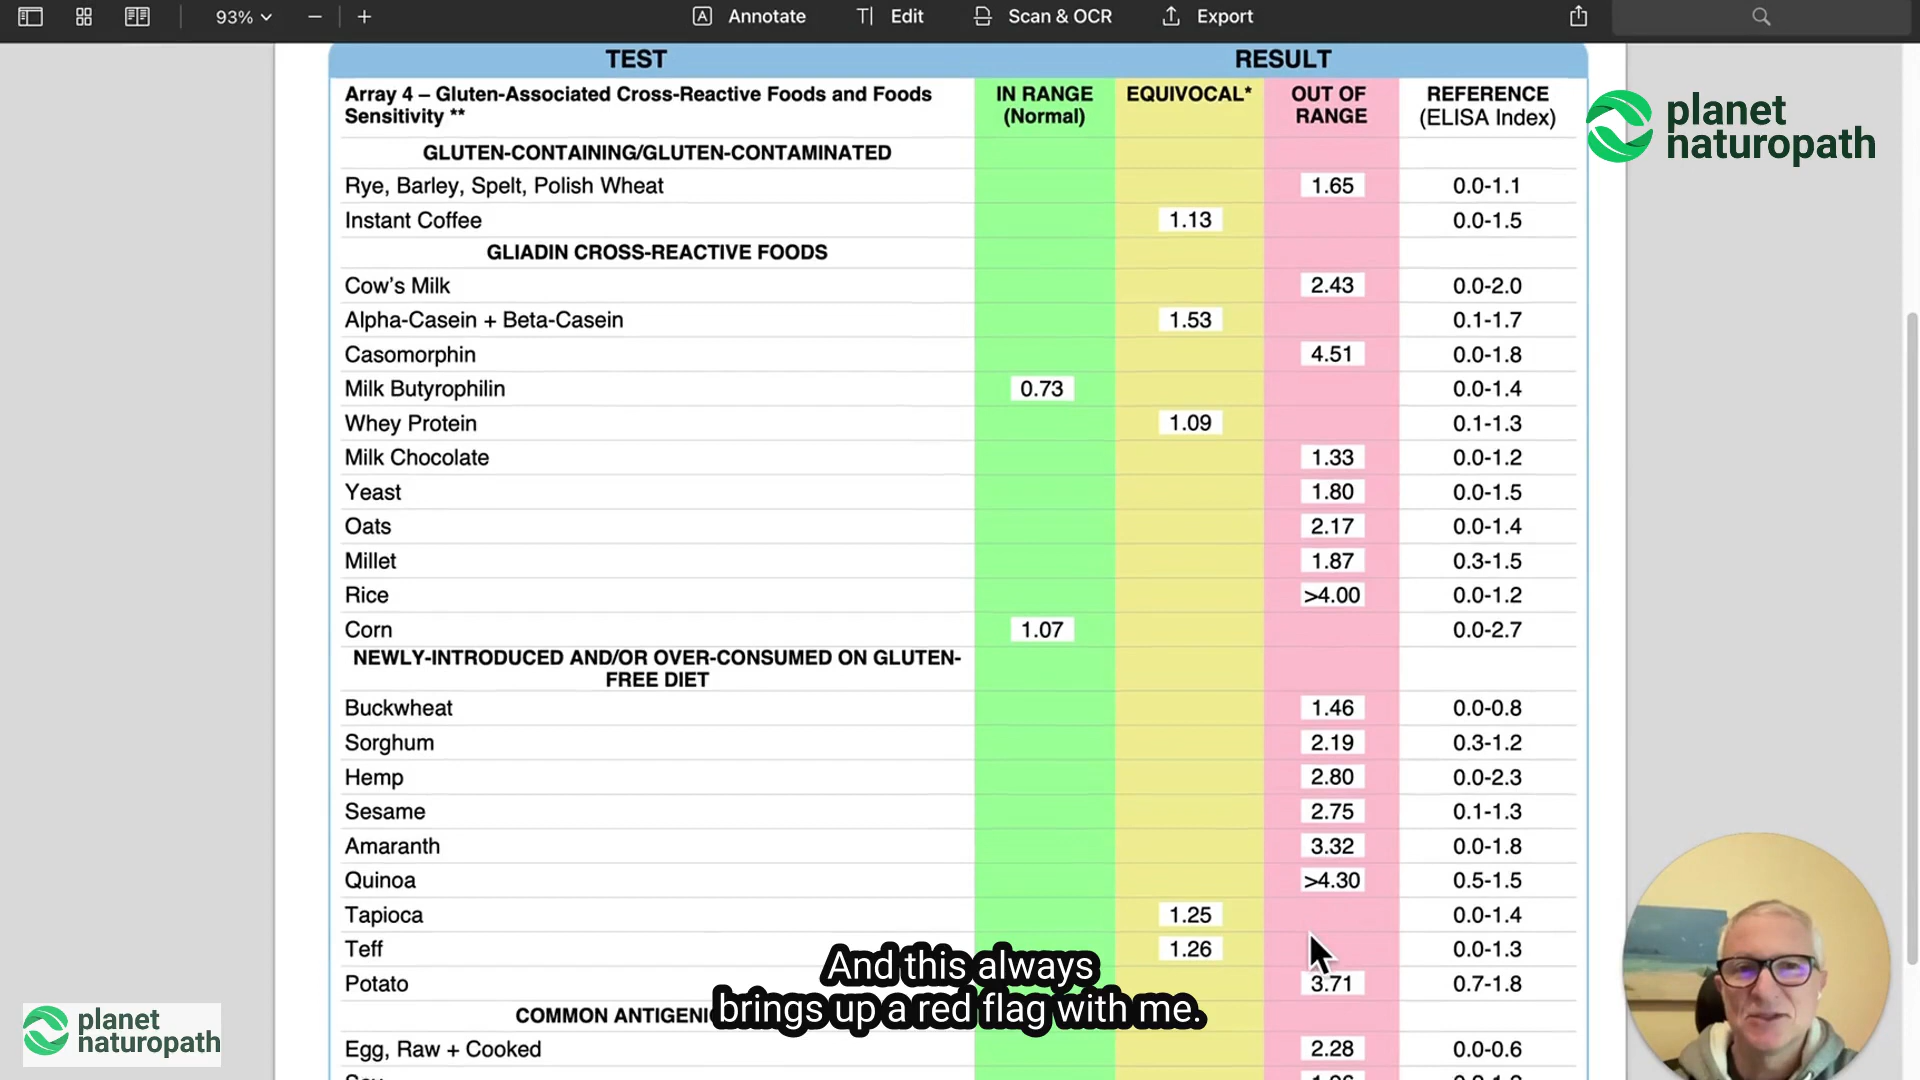 93%
Annotate
Edit
Scan & OCR
Export
TEST RESULT
Array 4 – Gluten-Associated Cross-Reactive Foods and Foods
Sensitivity **
IN RANGE
(Normal)
EQUIVOCAL*
OUT OF
RANGE
REFERENCE
(ELISA Index)
planet
naturopath
GLUTEN-CONTAINING/GLUTEN-CONTAMINATED
Rye, Barley, Spelt, Polish Wheat 1.65 0.0-1.1
Instant Coffee 1.13 0.0-1.5
GLIADIN CROSS-REACTIVE FOODS
Cow's Milk 2.43 0.0-2.0
Alpha-Casein + Beta-Casein 1.53 0.1-1.7
Casomorphin 4.51 0.0-1.8
Milk Butyrophilin 0.73 0.0-1.4
Whey Protein 1.09 0.1-1.3
Milk Chocolate 1.33 0.0-1.2
Yeast 1.80 0.0-1.5
Oats 2.17 0.0-1.4
Millet 1.87 0.3-1.5
Rice >4.00 0.0-1.2
Corn 1.07 0.0-2.7
NEWLY-INTRODUCED AND/OR OVER-CONSUMED ON GLUTEN-
FREE DIET
Buckwheat 1.46 0.0-0.8
Sorghum 2.19 0.3-1.2
Hemp 2.80 0.0-2.3
Sesame 2.75 0.1-1.3
Amaranth 3.32 0.0-1.8
Quinoa >4.30 0.5-1.5
Tapioca 1.25 0.0-1.4
Teff 1.26 0.0-1.3
Potato 3.71 0.7-1.8
And this always
brings up a red flag with me.
COMMON ANTIGENI
Egg, Raw + Cooked 2.28 0.0-0.6
planet
naturopath